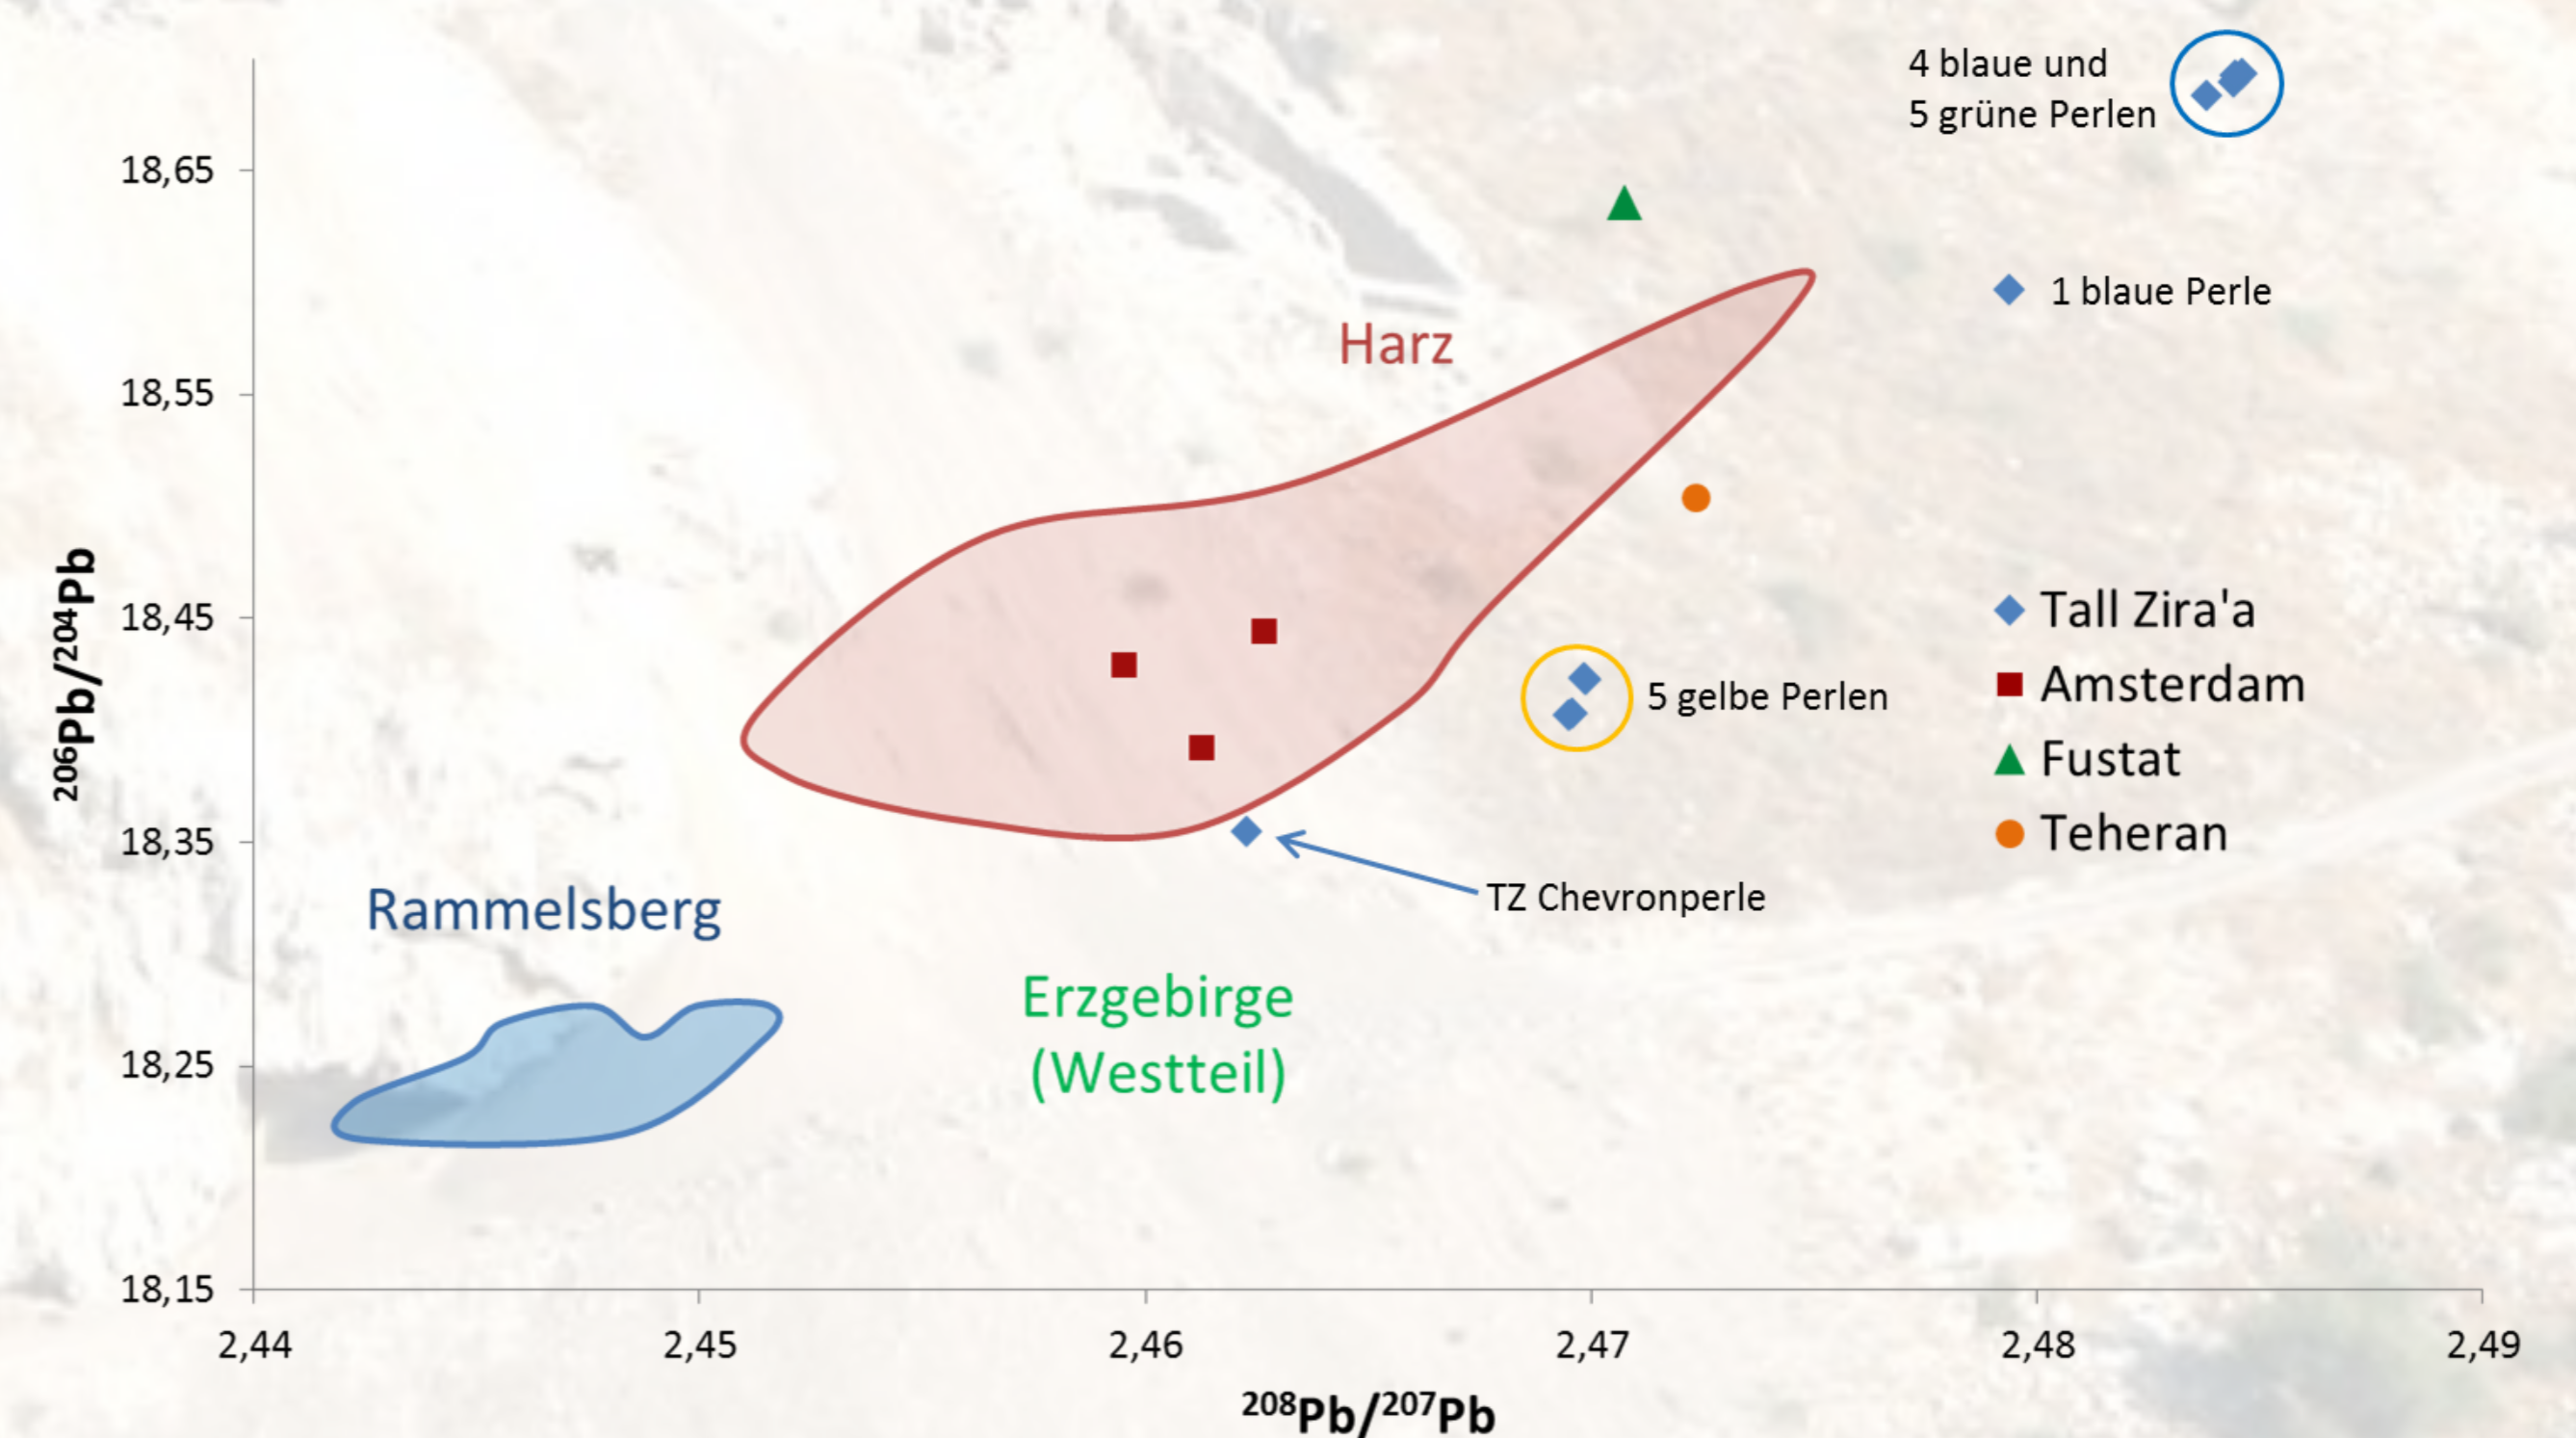 4 blaue und
5 grüne Perlen
18,65
1 blaue Perle
Harz
18,55
18,45
Tall Zira'a
Amsterdam
5 gelbe Perlen
Fustat
Teheran
²⁰⁶Pb/²⁰⁴Pb
18,35
TZ Chevronperle
Rammelsberg
Erzgebirge
(Westteil)
18,25
18,15
2,44 2,45 2,46 2,47 2,48 2,49
²⁰⁸Pb/²⁰⁷Pb